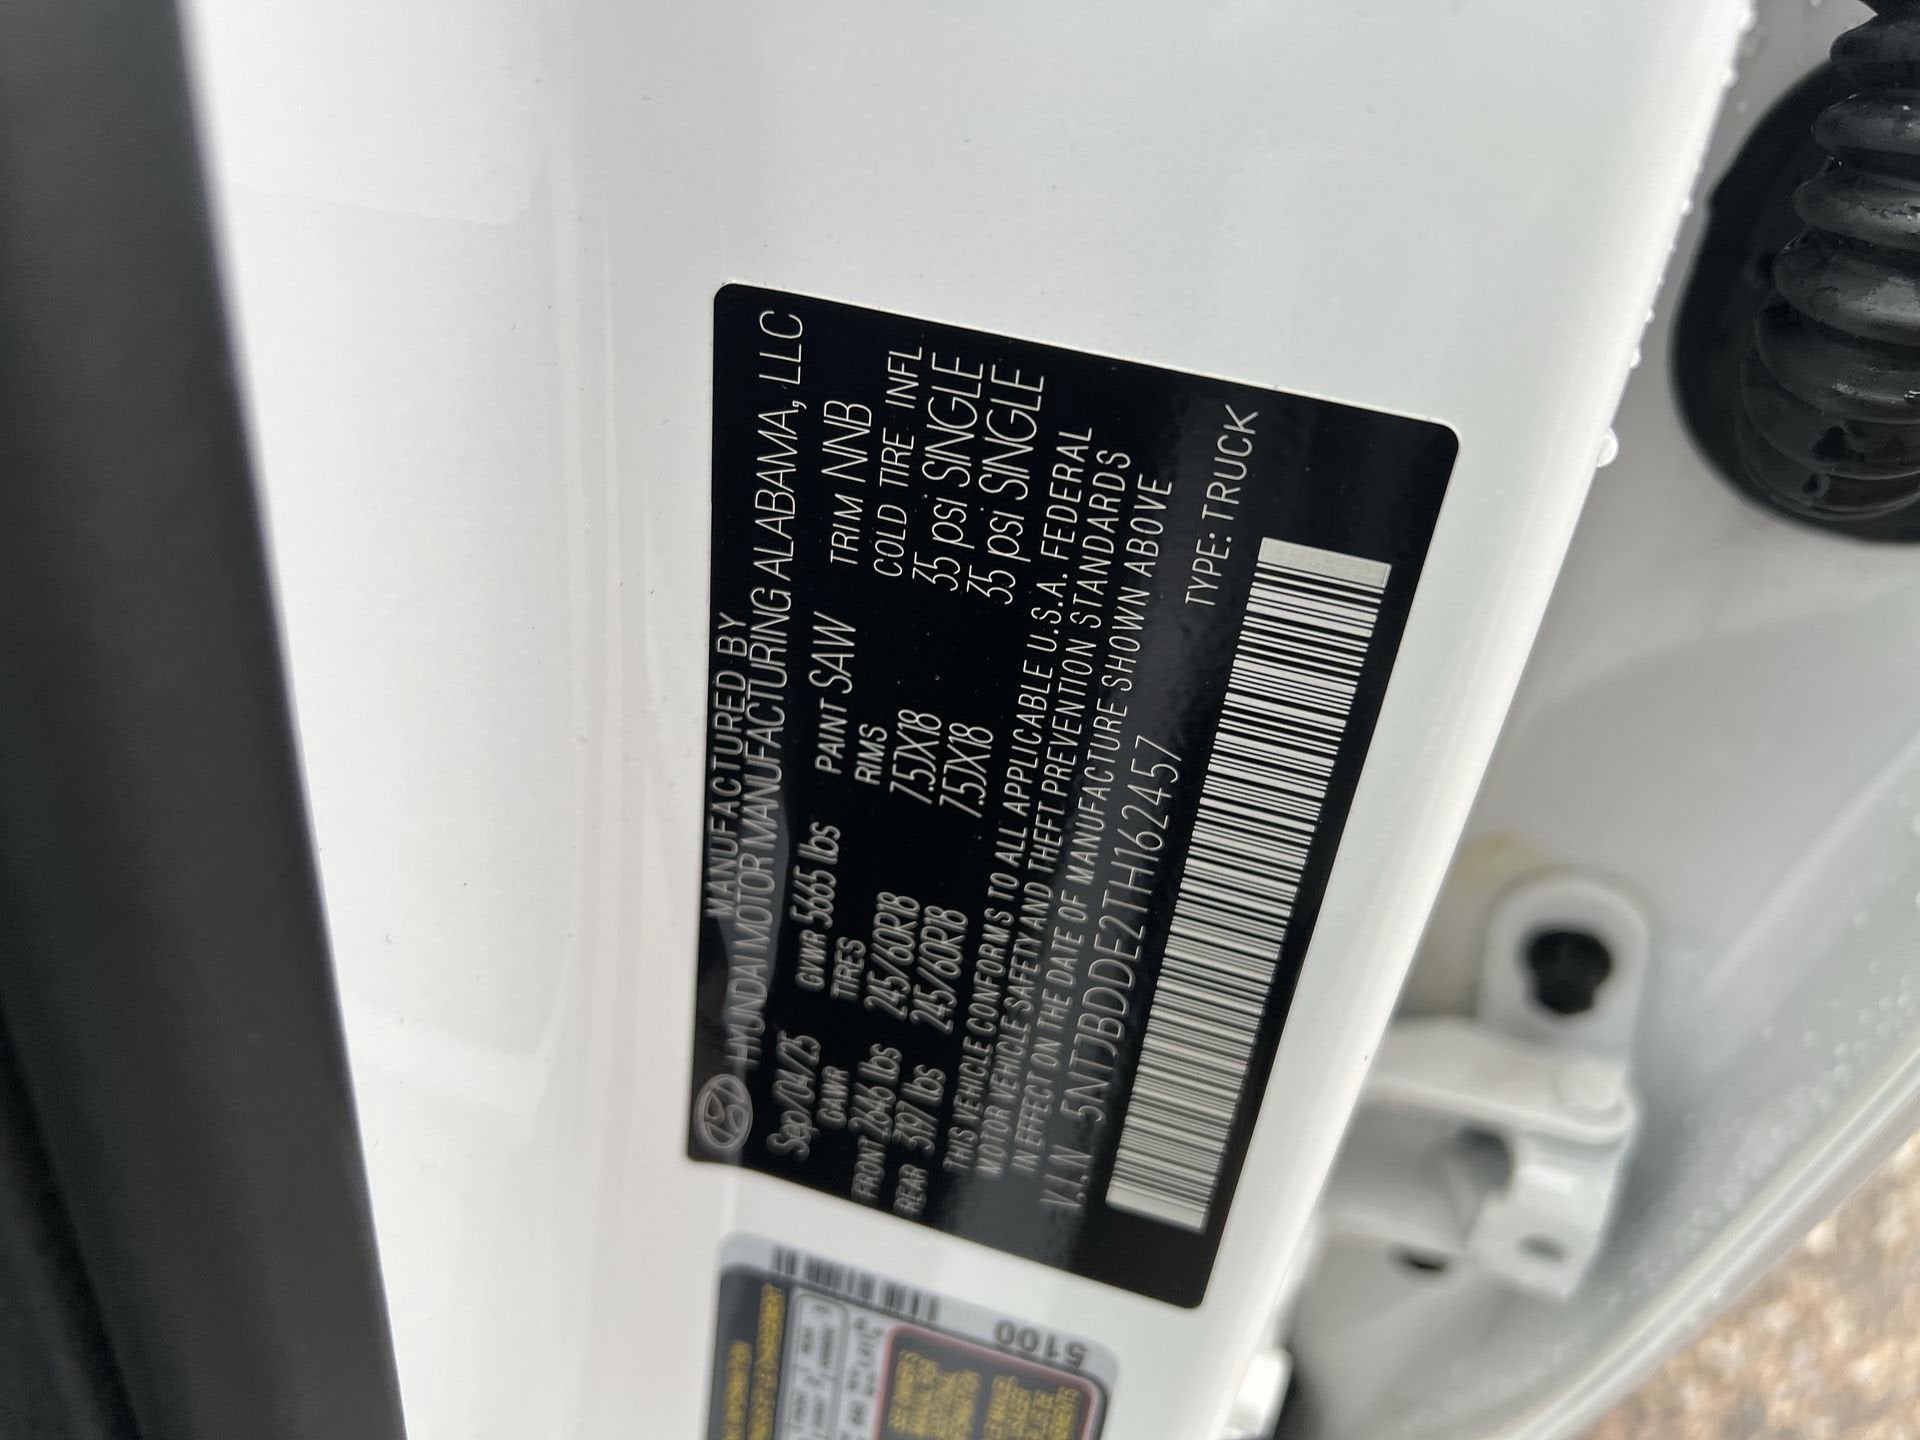 MANUFACTURED BY
HYUNDAI MOTOR MANUFACTURING ALABAMA, LLC
Sep/04/25 GVWR 5665 lbs PAINT SAW TRIM NNB
GAWR TIRES RIMS COLD TIRE INFL
FRONT 2646 lbs 245/60R18 7.5JX18 35 psi SINGLE
REAR 3197 lbs 245/60R18 7.5JX18 35 psi SINGLE
THIS VEHICLE CONFORMS TO ALL APPLICABLE U.S.A. FEDERAL
MOTOR VEHICLE SAFETY AND THEFT PREVENTION STANDARDS
IN EFFECT ON THE DATE OF MANUFACTURE SHOWN ABOVE
V.I.N 5NTJBDDE2TH162457 TYPE: TRUCK
5100